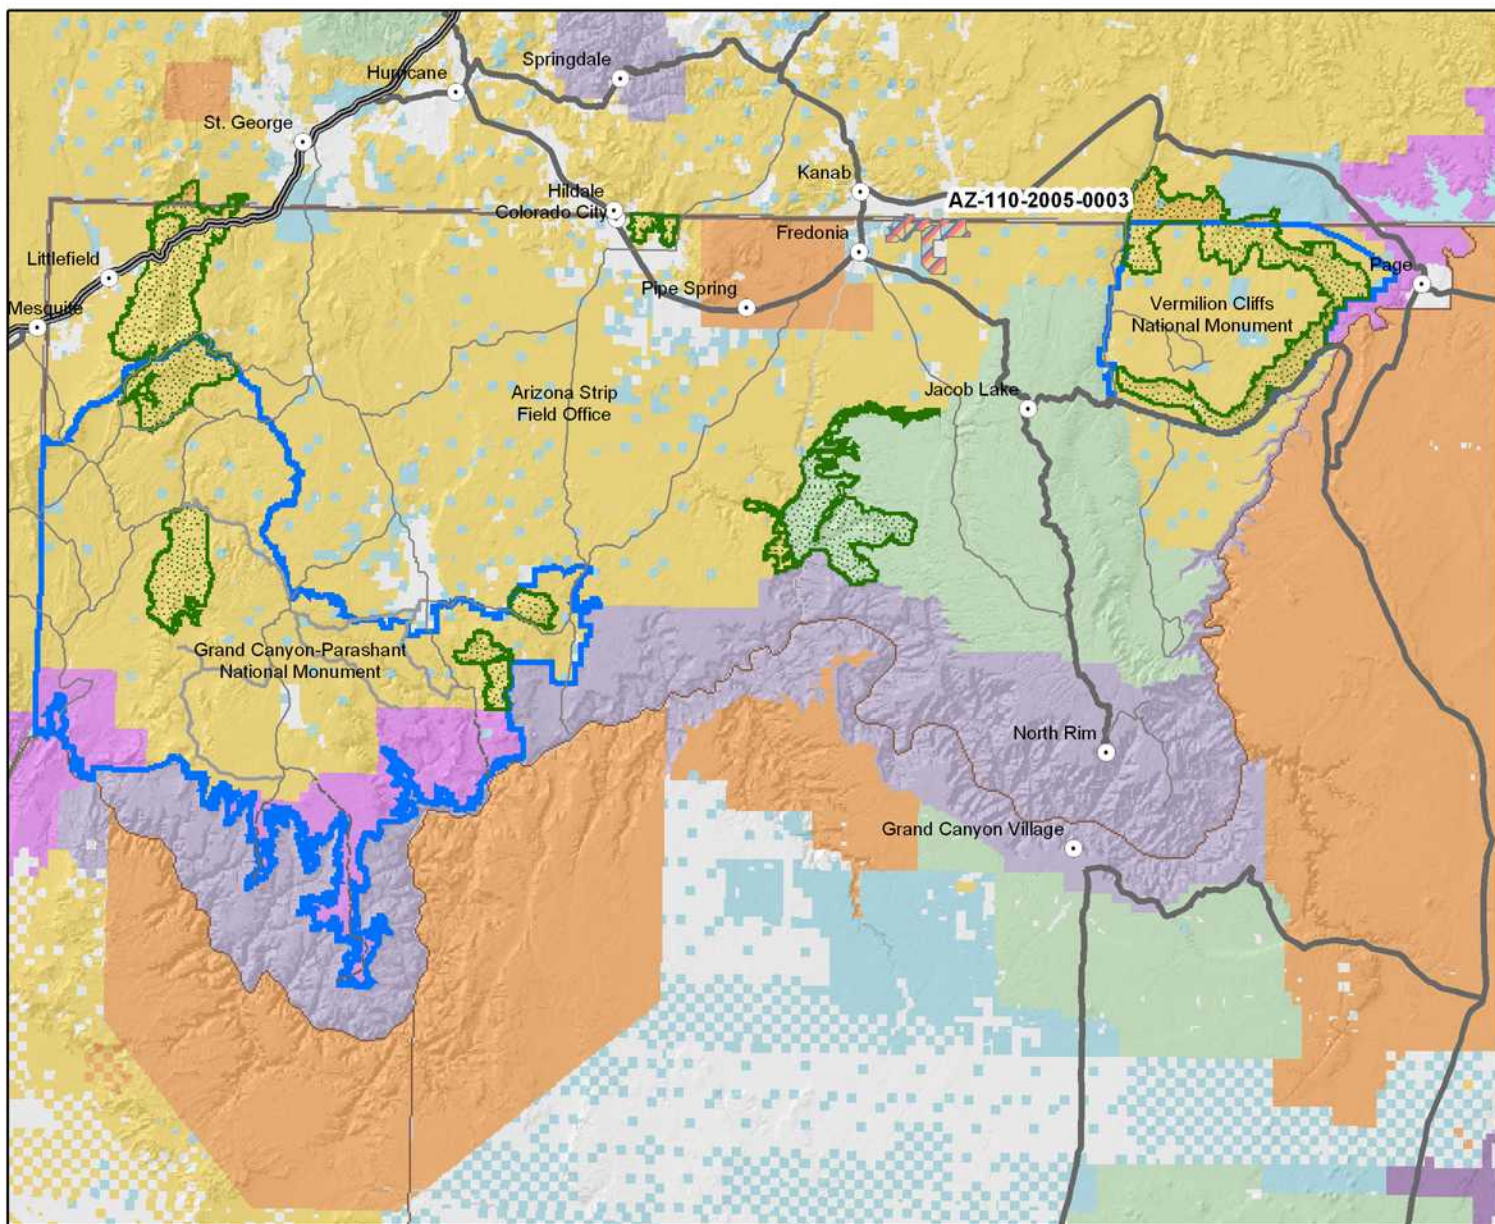 Springdale
Hurricane
St. George
Kanab
Hildale
Colorado City
AZ-110-2005-0003
Fredonia
Littlefield
Page
Pipe Spring
Mesquite
Vermilion Cliffs
National Monument
Arizona Strip
Field Office
Jacob Lake
Grand Canyon-Parashant
National Monument
North Rim
Grand Canyon Village